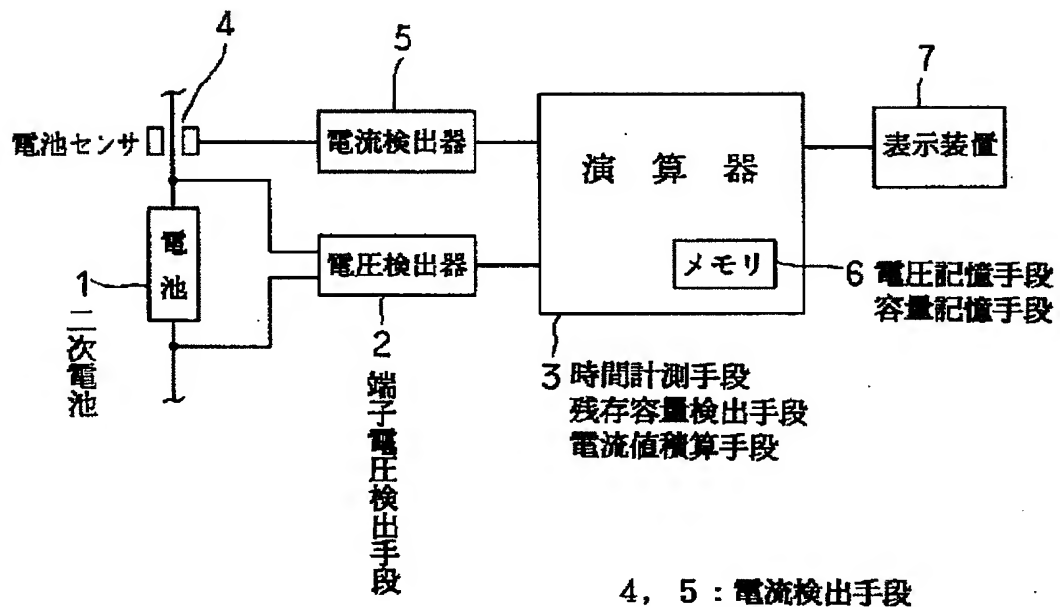 4
5
7
電池センサ
電流検出器
演算器
表示装置
電池
電圧検出器
メモリ
1
二次電池
2
端子電圧検出手段
3 時間計測手段
残存容量検出手段
電流値積算手段
6 電圧記憶手段
容量記憶手段
4, 5 : 電流検出手段